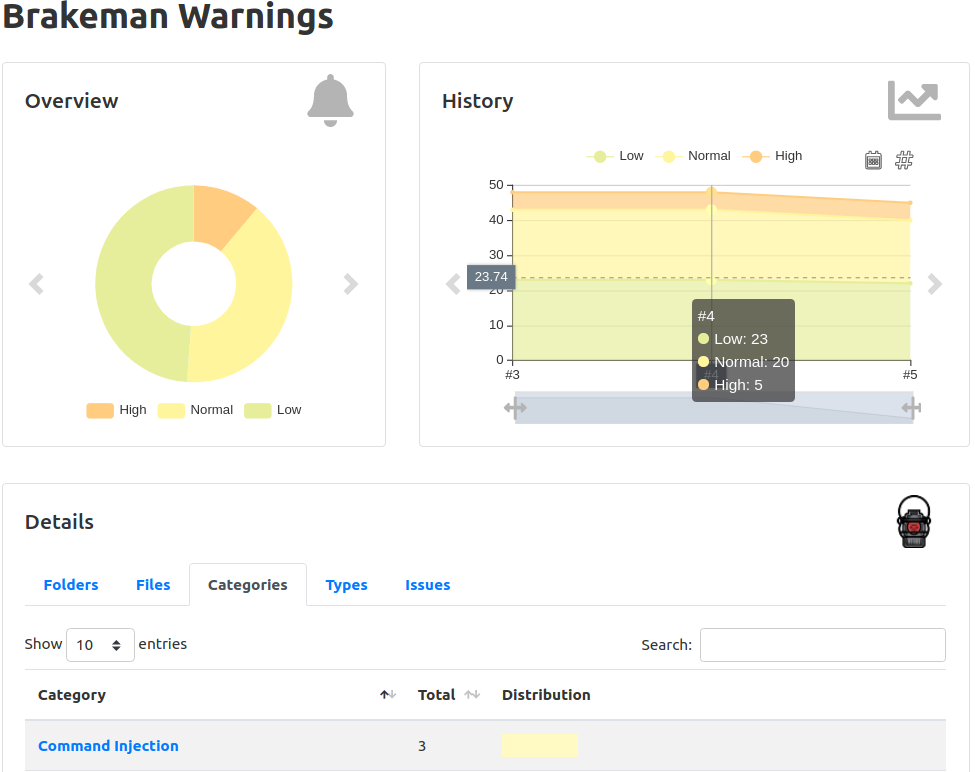 Brakeman Warnings
Overview
High Normal Low
History
Low Normal High
50
40
30
23.74
20
10
0
#3 #4 #5
#4
Low: 23
Normal: 20
High: 5
Details
Folders Files Categories Types Issues
Show 10 entries Search:
Category Total Distribution
Command Injection 3